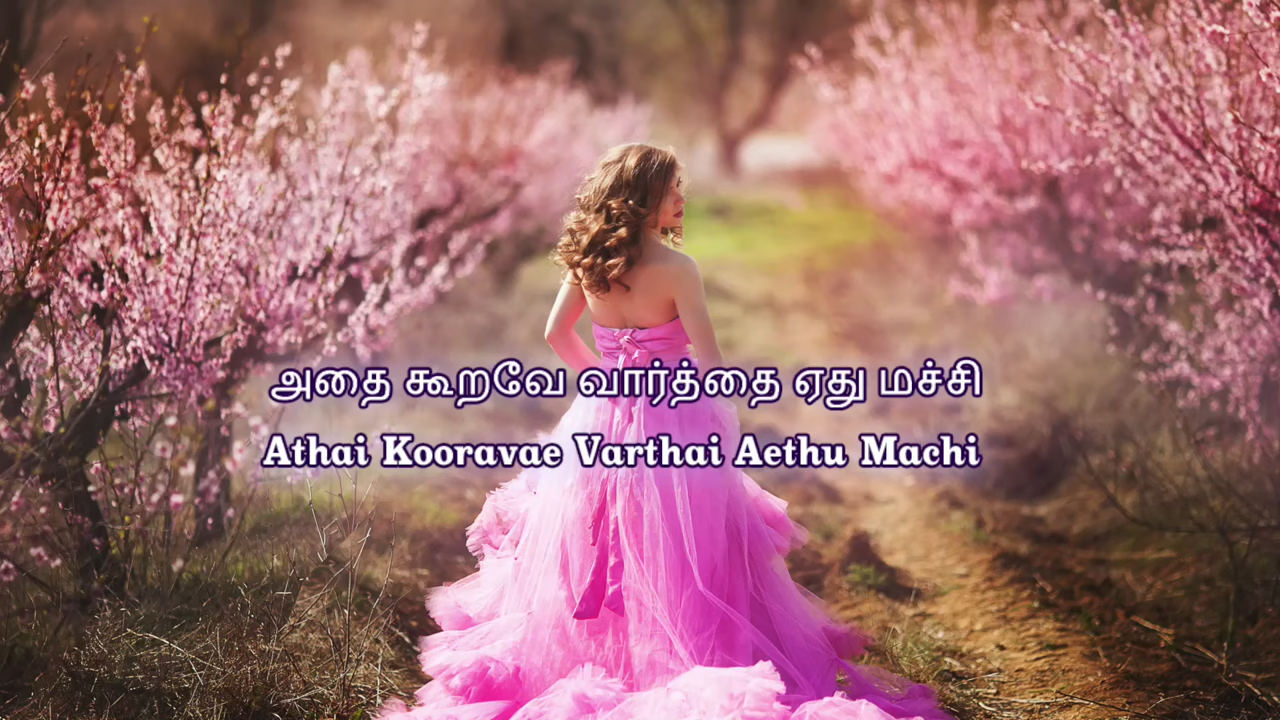 அதை கூறவே வார்த்தை ஏது மச்சி
Athai Kooravae Varthai Aethu Machi